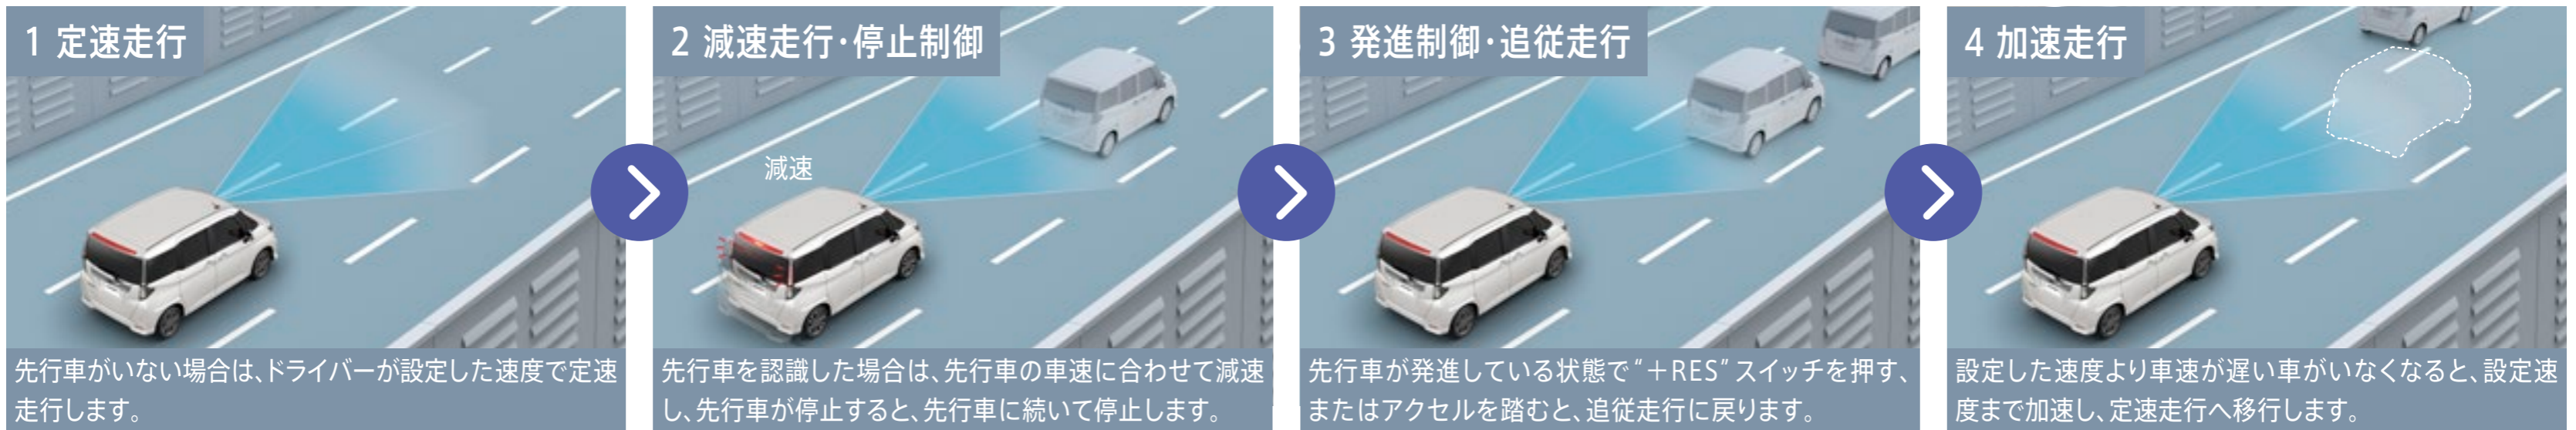 1 定速走行
先行車がいない場合は、ドライバーが設定した速度で定速
走行します。
2 減速走行・停止制御
減速
先行車を認識した場合は、先行車の車速に合わせて減速
し、先行車が停止すると、先行車に続いて停止します。
3 発進制御・追従走行
先行車が発進している状態で“＋RES”スイッチを押す、
またはアクセルを踏むと、追従走行に戻ります。
4 加速走行
設定した速度より車速が遅い車がいなくなると、設定速
度まで加速し、定速走行へ移行します。